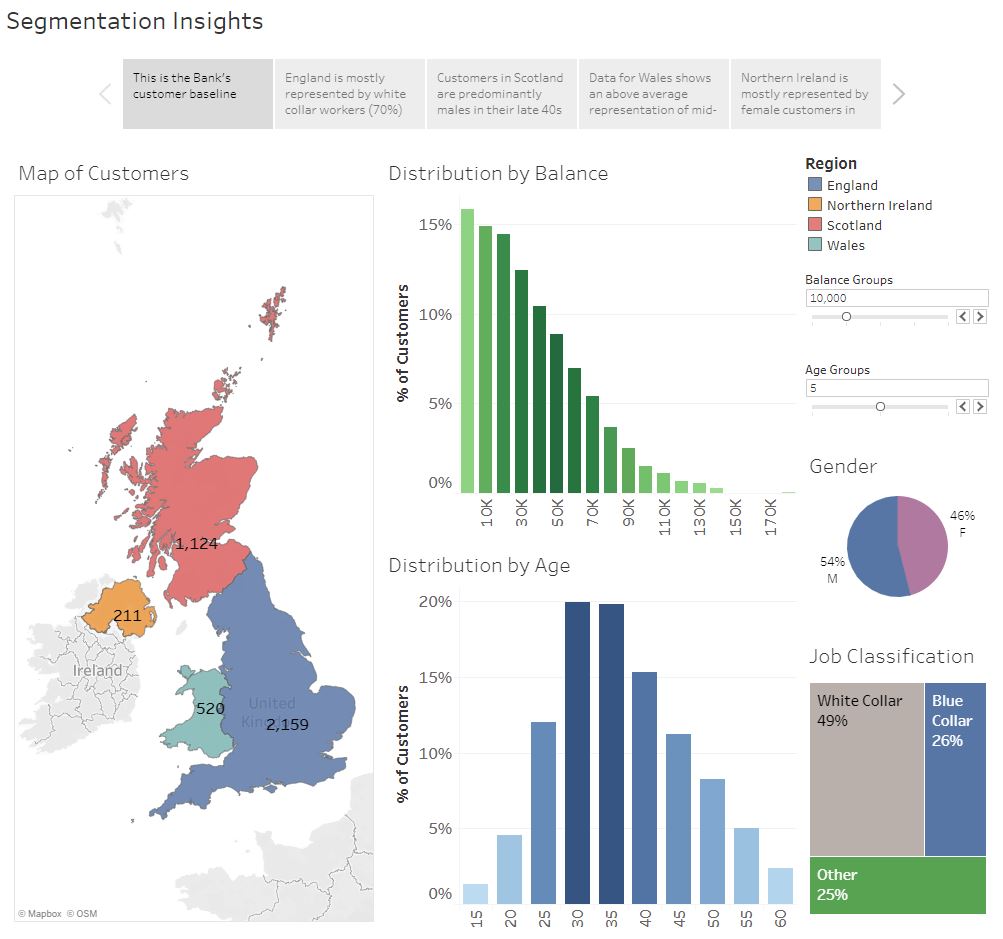 Segmentation Insights
This is the Bank's
customer baseline
England is mostly
represented by white
collar workers (70%)
Customers in Scotland
are predominantly
males in their late 40s
Data for Wales shows
an above average
representation of mid-
Northern Ireland is
mostly represented by
female customers in
Map of Customers
1,124
211
Ireland
520
United
2,159
© Mapbox © OSM
Distribution by Balance
% of Customers
15%
10%
5%
0%
10K
30K
50K
70K
90K
110K
130K
150K
170K
Distribution by Age
% of Customers
20%
15%
10%
5%
0%
15
20
25
30
35
40
45
50
55
60
Region
England
Northern Ireland
Scotland
Wales
Balance Groups
10,000
Age Groups
5
Gender
46%
F
54%
M
Job Classification
White Collar
49%
Blue
Collar
26%
Other
25%